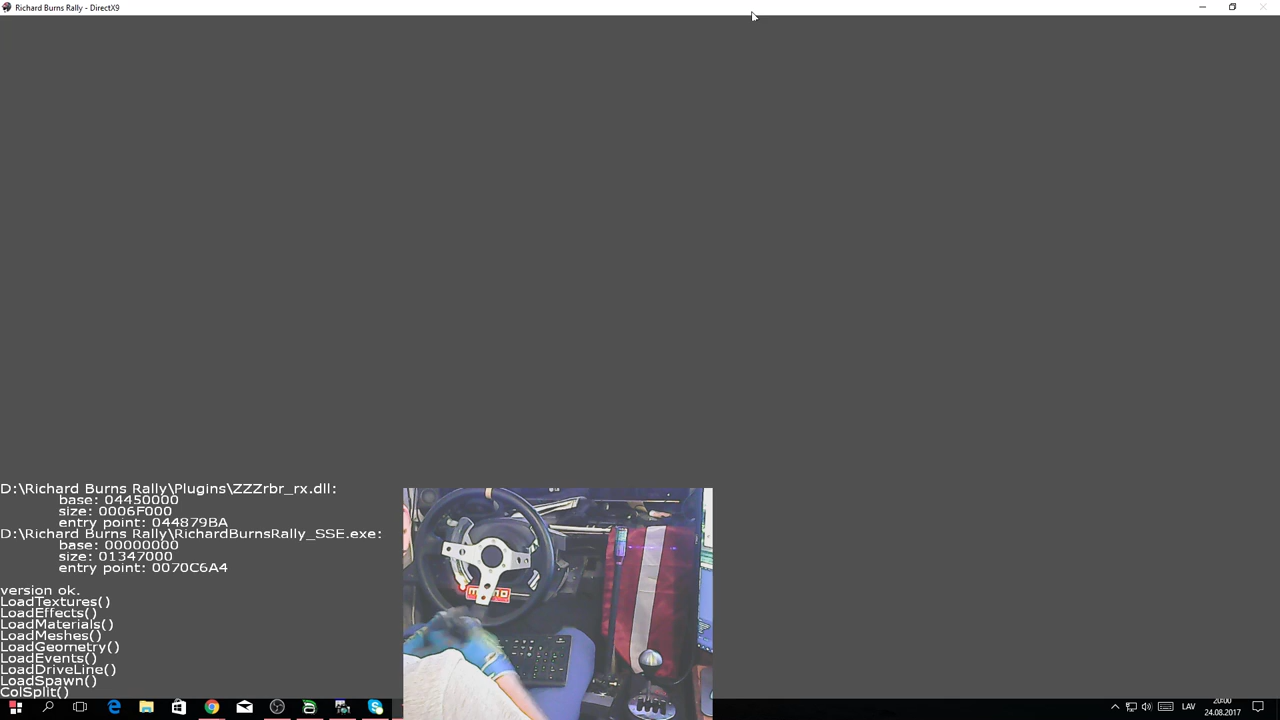 Richard Burns Rally - DirectX9
D:\Richard Burns Rally\Plugins\ZZZrbr_rx.dll:
base: 04450000
size: 0006F000
entry point: 044879BA
D:\Richard Burns Rally\RichardBurnsRally_SSE.exe:
base: 00000000
size: 01347000
entry point: 0070C6A4
version ok.
LoadTextures()
LoadEffects()
LoadMaterials()
LoadMeshes()
LoadGeometry()
LoadEvents()
LoadDriveLine()
LoadSpawn()
ColSplit()
LAV
20:00
24.08.2017